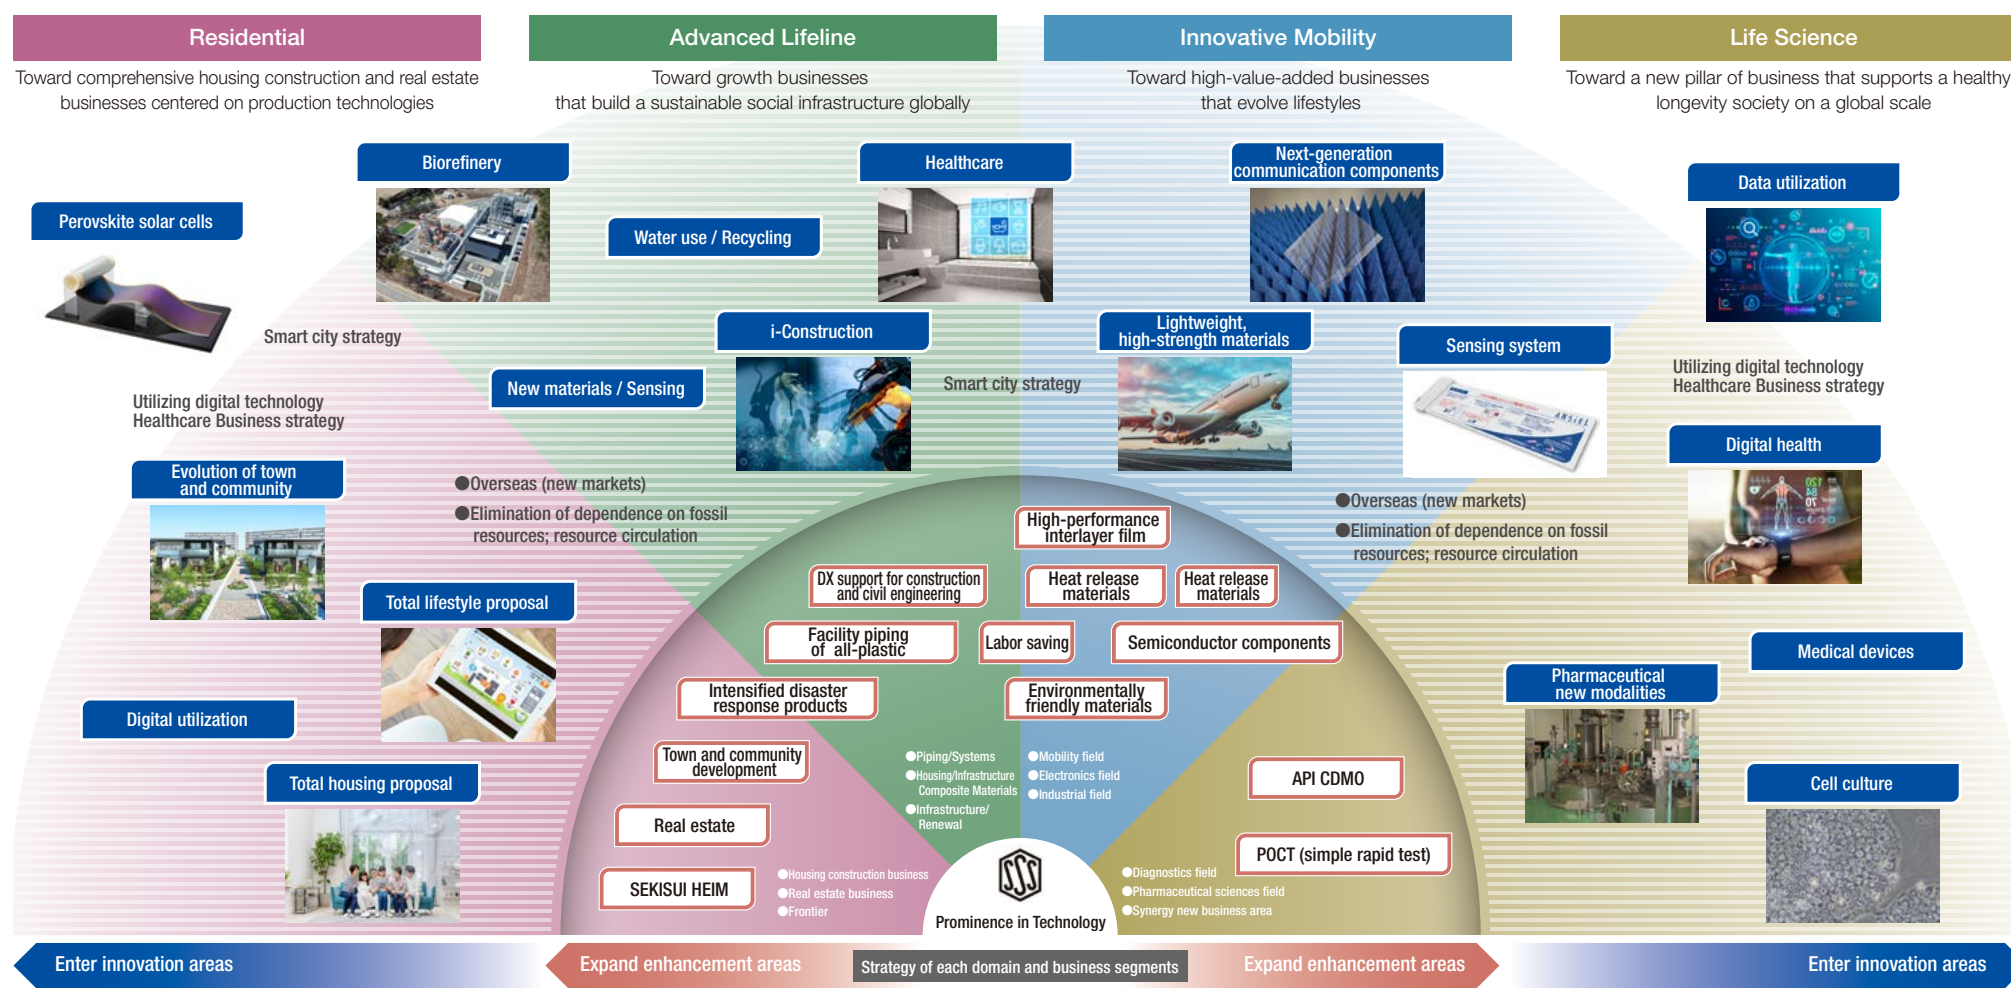 Residential
Toward comprehensive housing construction and real estate
businesses centered on production technologies
Advanced Lifeline
Toward growth businesses
that build a sustainable social infrastructure globally
Innovative Mobility
Toward high-value-added businesses
that evolve lifestyles
Life Science
Toward a new pillar of business that supports a healthy
longevity society on a global scale
Perovskite solar cells
Biorefinery
Water use / Recycling
Healthcare
Next-generation
communication components
Data utilization
Smart city strategy
Utilizing digital technology
Healthcare Business strategy
New materials / Sensing
i-Construction
Smart city strategy
Lightweight,
high-strength materials
Sensing system
Utilizing digital technology
Healthcare Business strategy
Evolution of town
and community
●Overseas (new markets)
●Elimination of dependence on fossil
resources; resource circulation
●Overseas (new markets)
●Elimination of dependence on fossil
resources; resource circulation
Digital health
120
84
70
Total lifestyle proposal
Digital utilization
Total housing proposal
Medical devices
Pharmaceutical
new modalities
Cell culture
High-performance
interlayer film
DX support for construction
and civil engineering
Heat release
materials
Heat release
materials
Facility piping
of all-plastic
Labor saving
Semiconductor components
Intensified disaster
response products
Environmentally
friendly materials
Town and community
development
Real estate
SEKISUI HEIM
API CDMO
POCT (simple rapid test)
●Piping/Systems
●Housing/Infrastructure
Composite Materials
●Infrastructure/
Renewal
●Mobility field
●Electronics field
●Industrial field
●Housing construction business
●Real estate business
●Frontier
●Diagnostics field
●Pharmaceutical sciences field
●Synergy new business area
SSS
Prominence in Technology
Enter innovation areas
Expand enhancement areas
Strategy of each domain and business segments
Expand enhancement areas
Enter innovation areas